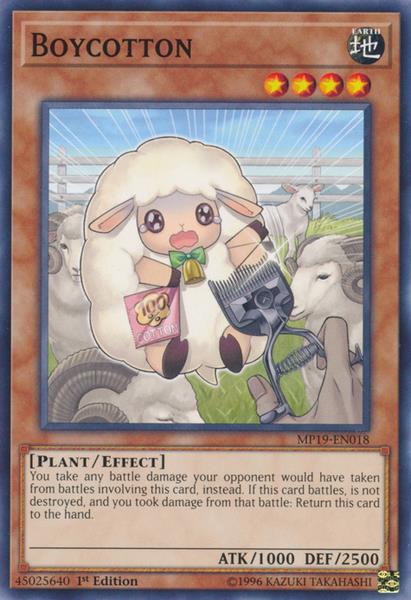 BOYCOTTON
EARTH
地
100
COTTON
MP19-EN018
[PLANT/EFFECT]
You take any battle damage your opponent would have taken
from battles involving this card, instead. If this card battles, is not
destroyed, and you took damage from that battle: Return this card
to the hand.
ATK/1000 DEF/2500
45025640 1st Edition ©1996 KAZUKI TAKAHASHI